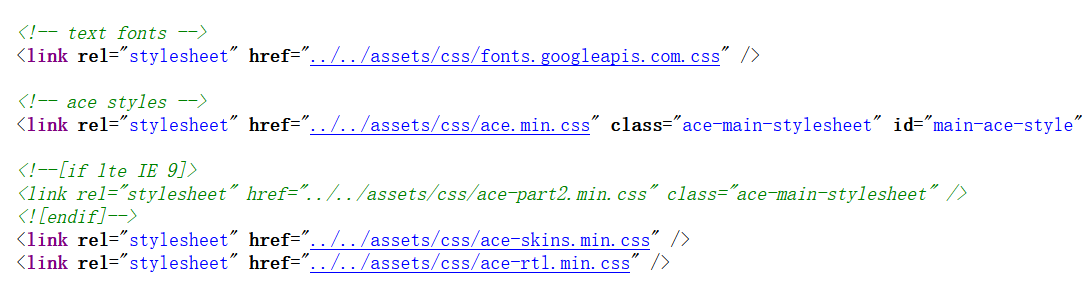 <!-- text fonts -->
<link rel="stylesheet" href="../../assets/css/fonts.googleapis.com.css" />
<!-- ace styles -->
<link rel="stylesheet" href="../../assets/css/ace.min.css" class="ace-main-stylesheet" id="main-ace-style"
<!--[if lte IE 9]>
<link rel="stylesheet" href="../../assets/css/ace-part2.min.css" class="ace-main-stylesheet" />
<![endif]-->
<link rel="stylesheet" href="../../assets/css/ace-skins.min.css" />
<link rel="stylesheet" href="../../assets/css/ace-rtl.min.css" />